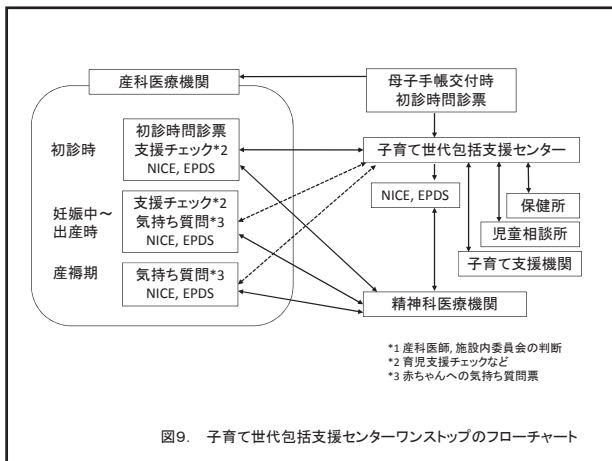 産科医療機関
母子手帳交付時
初診時問診票
初診時
初診時問診票
支援チェック*2
NICE, EPDS
子育て世代包括支援センター
妊娠中～
出産時
支援チェック*2
気持ち質問*3
NICE, EPDS
NICE, EPDS
保健所
児童相談所
子育て支援機関
産褥期
気持ち質問*3
NICE, EPDS
精神科医療機関
*1 産科医師, 施設内委員会の判断
*2 育児支援チェックなど
*3 赤ちゃんへの気持ち質問票
図9. 子育て世代包括支援センターワンストップのフローチャート